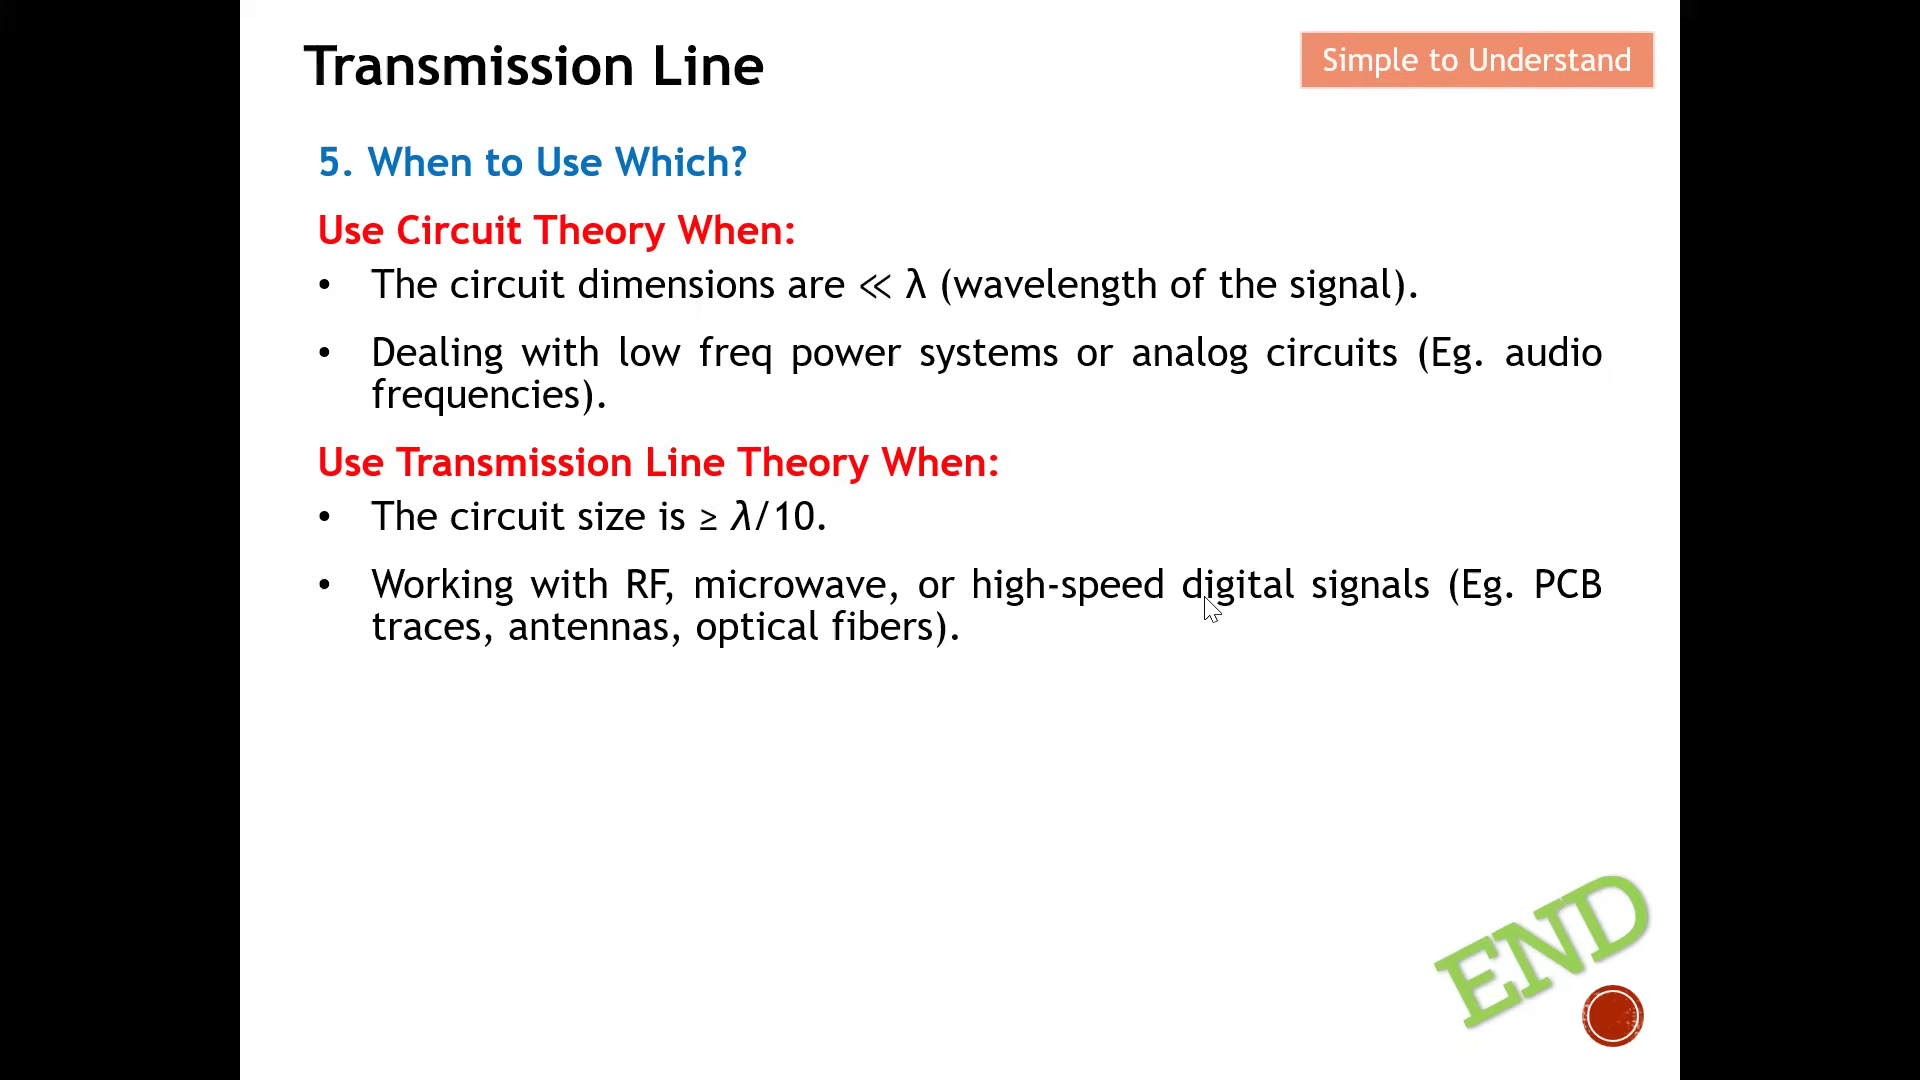 Transmission Line
Simple to Understand
5. When to Use Which?
Use Circuit Theory When:
• The circuit dimensions are ≪ λ (wavelength of the signal).
• Dealing with low freq power systems or analog circuits (Eg. audio
frequencies).
Use Transmission Line Theory When:
• The circuit size is ≥ λ/10.
• Working with RF, microwave, or high-speed digital signals (Eg. PCB
traces, antennas, optical fibers).
END